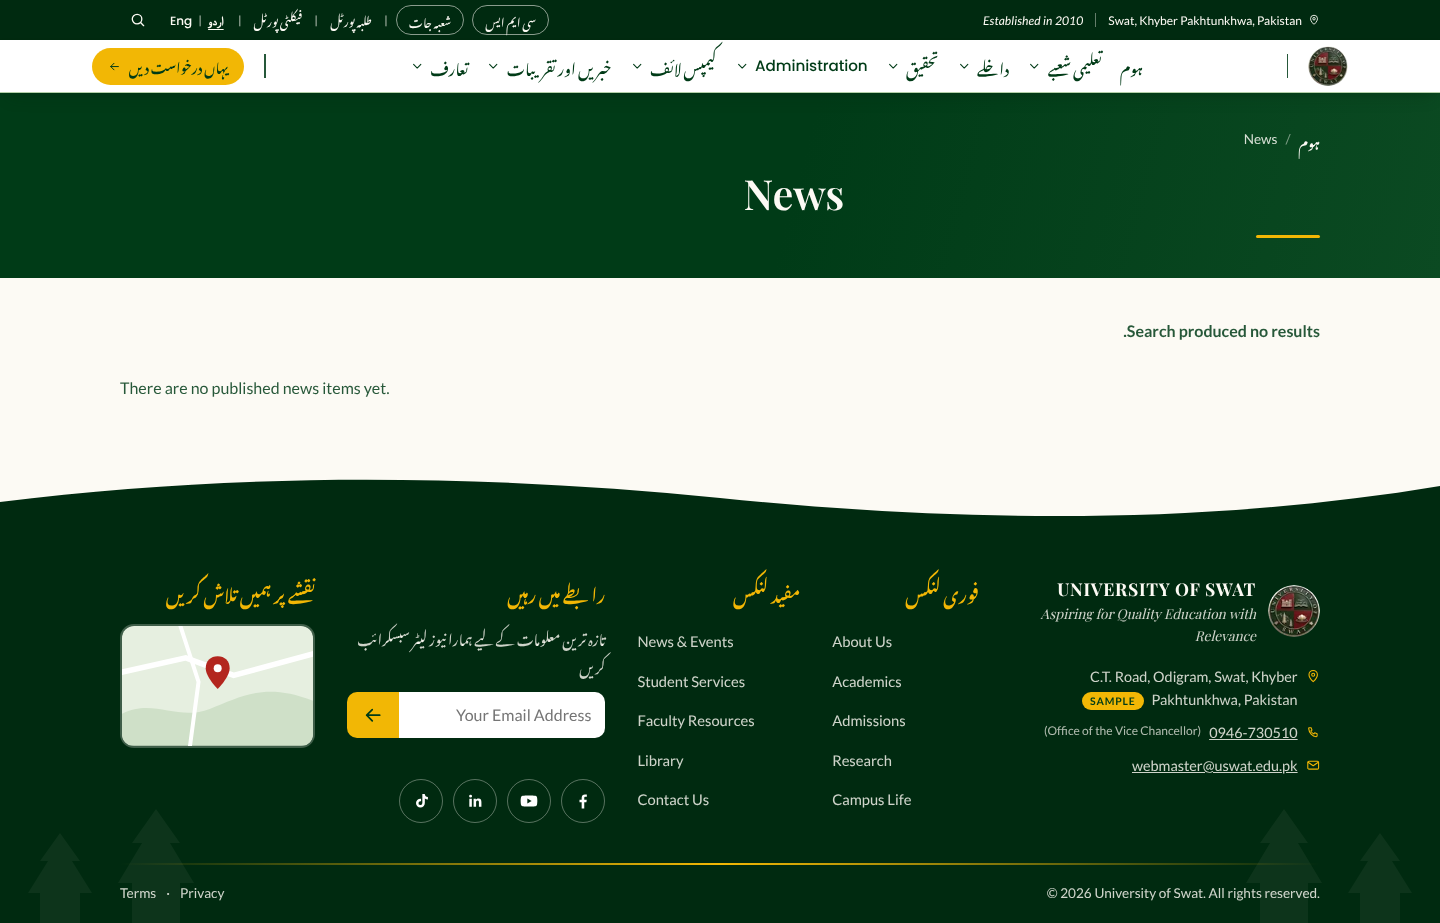 Swat, Khyber Pakhtunkhwa, Pakistan
Established in 2010
سی ایم ایس
شعبہ جات
طلبہ پورٹل
فیکلٹی پورٹل
اردو | Eng
ہوم
تعلیمی شعبے
داخلے
تحقیق
Administration
کیمپس لائف
خبریں اور تقریبات
تعارف
یہاں درخواست دیں
ہوم / News
News
.Search produced no results
There are no published news items yet.
UNIVERSITY OF SWAT
Aspiring for Quality Education with
Relevance
C.T. Road, Odigram, Swat, Khyber
Pakhtunkhwa, Pakistan SAMPLE
0946-730510 (Office of the Vice Chancellor)
webmaster@uswat.edu.pk
فوری لنکس
About Us
Academics
Admissions
Research
Campus Life
مفید لنکس
News & Events
Student Services
Faculty Resources
Library
Contact Us
رابطے میں رہیں
تازہ ترین معلومات کے لیے ہمارا نیوز لیٹر سبسکرائب
کریں
Your Email Address
نقشے پر ہمیں تلاش کریں
© 2026 University of Swat. All rights reserved.
Terms · Privacy